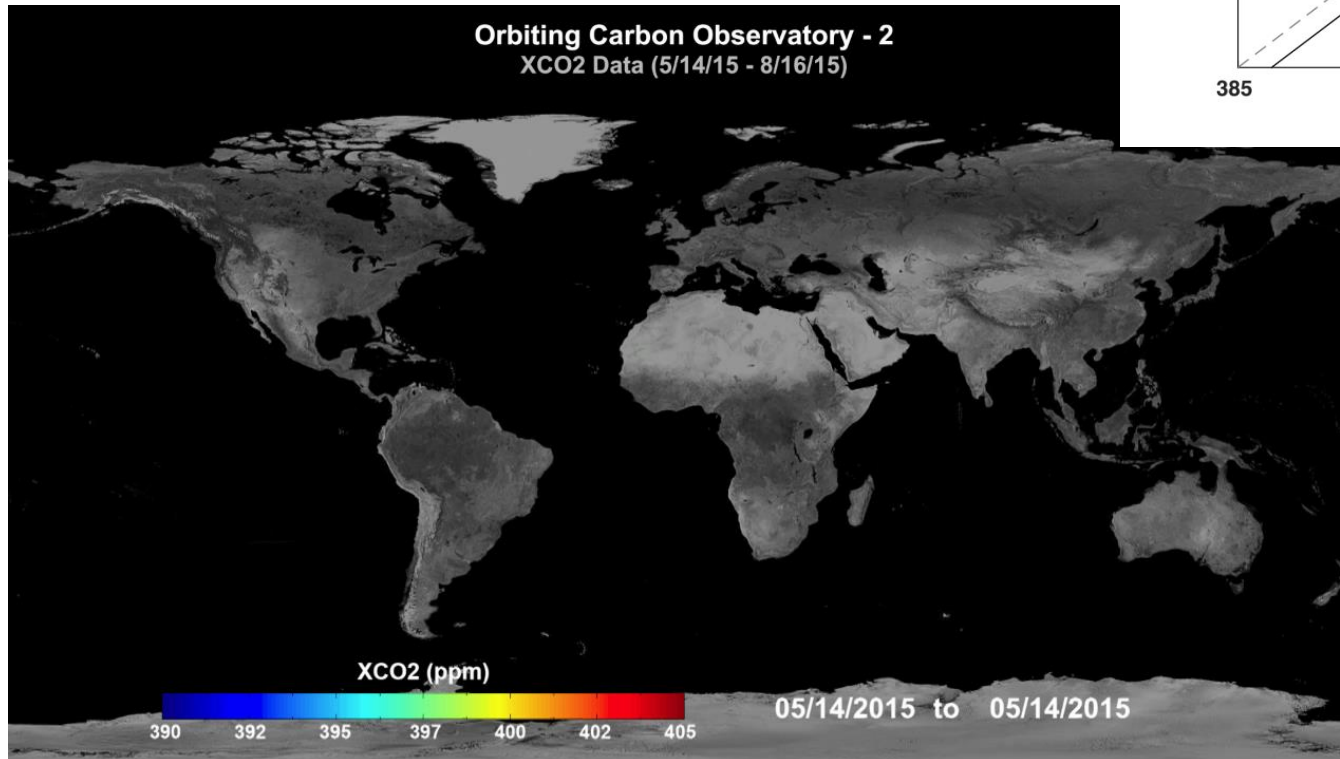 Orbiting Carbon Observatory - 2
XCO2 Data (5/14/15 - 8/16/15)
385
XCO2 (ppm)
390 392 395 397 400 402 405
05/14/2015 to 05/14/2015